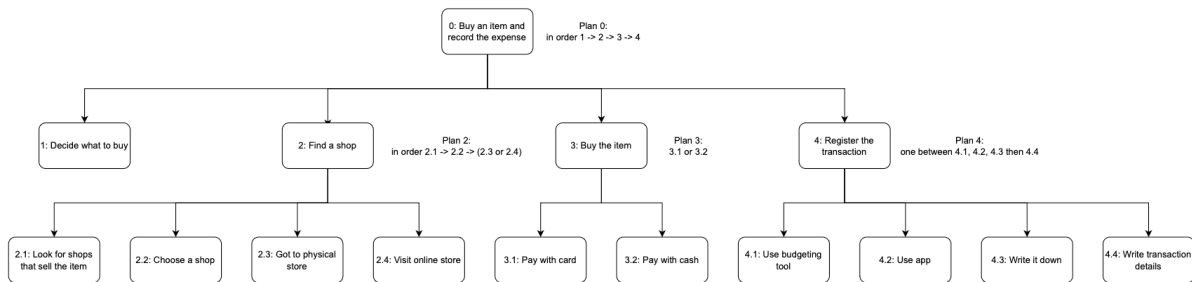 0: Buy an item and
record the expense
Plan 0:
in order 1 -> 2 -> 3 -> 4
1: Decide what to buy
2: Find a shop
Plan 2:
in order 2.1 -> 2.2 -> (2.3 or 2.4)
3: Buy the item
Plan 3:
3.1 or 3.2
4: Register the
transaction
Plan 4:
one between 4.1, 4.2, 4.3 then 4.4
2.1: Look for shops
that sell the item
2.2: Choose a shop
2.3: Got to physical
store
2.4: Visit online store
3.1: Pay with card
3.2: Pay with cash
4.1: Use budgeting
tool
4.2: Use app
4.3: Write it down
4.4: Write transaction
details